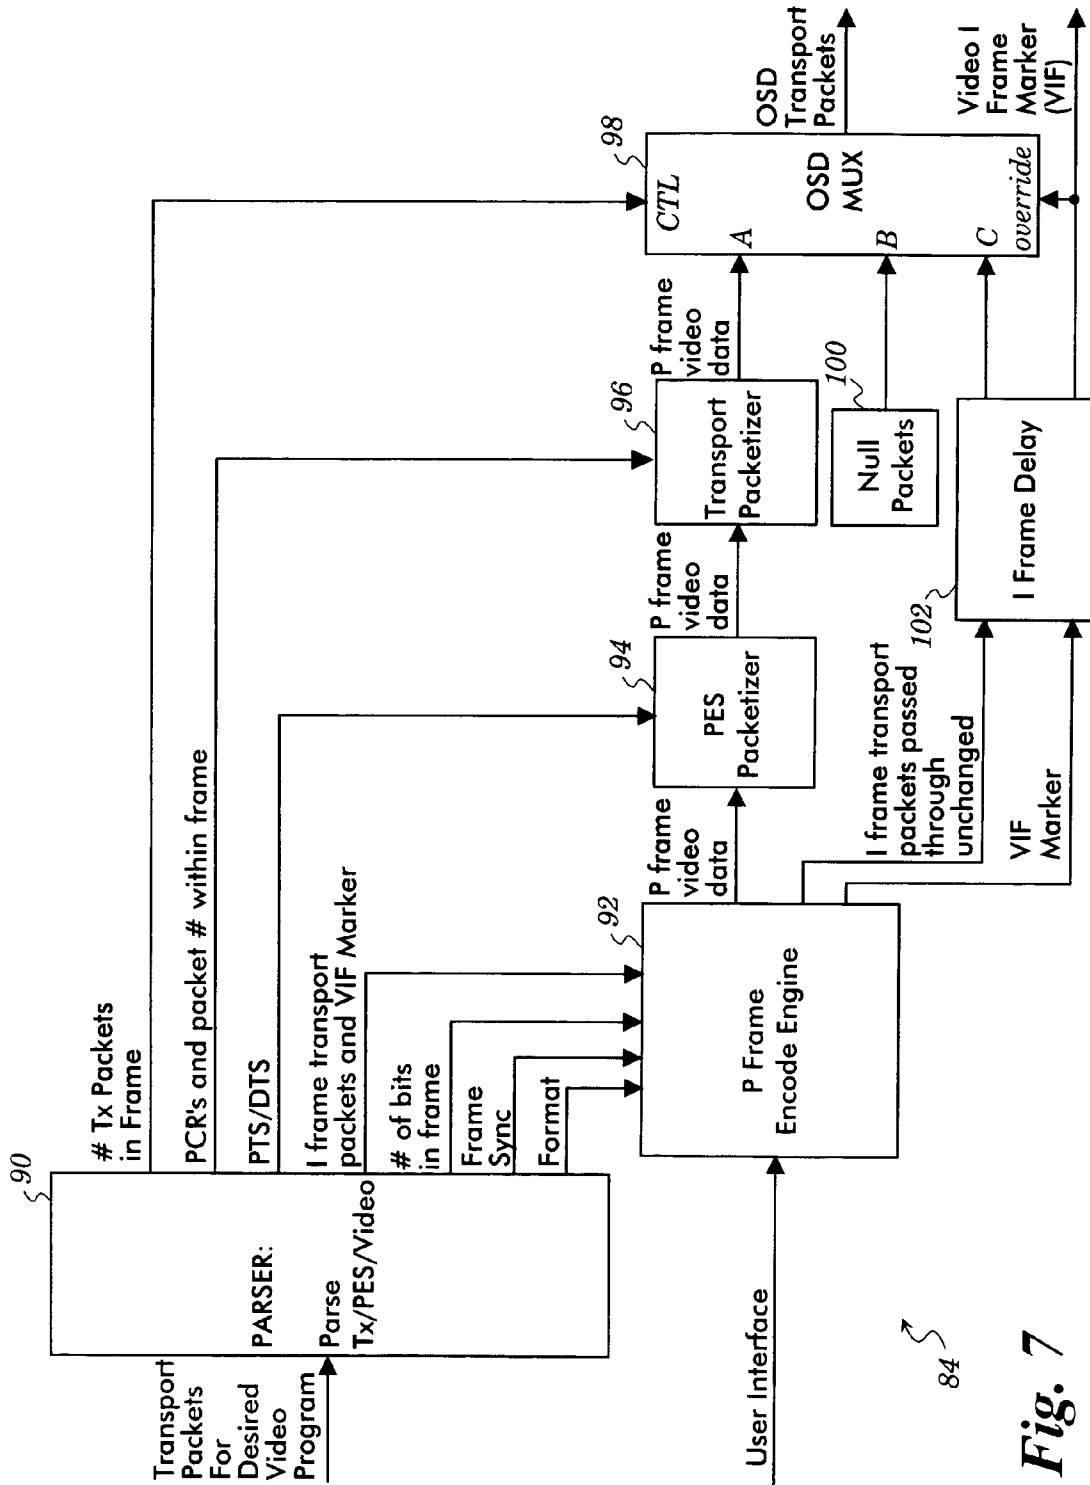 Transport
Packets
For
Desired
Video
Program
90
PARSER:
Parse
Tx/PES/Video
# Tx Packets
in Frame
PCR's and packet # within frame
PTS/DTS
I frame transport
packets and VIF Marker
# of bits
in frame
Frame
Sync
Format
User Interface
92
P Frame
Encode Engine
P frame
video
data
94
PES
Packetizer
P frame
video
data
96
Transport
Packetizer
P frame
video
data
100
Null
Packets
I frame transport
packets passed
through
unchanged
VIF
Marker
102
I Frame Delay
98
CTL
A
B
C
override
OSD
MUX
OSD
Transport
Packets
Video I
Frame
Marker
(VIF)
84
Fig. 7